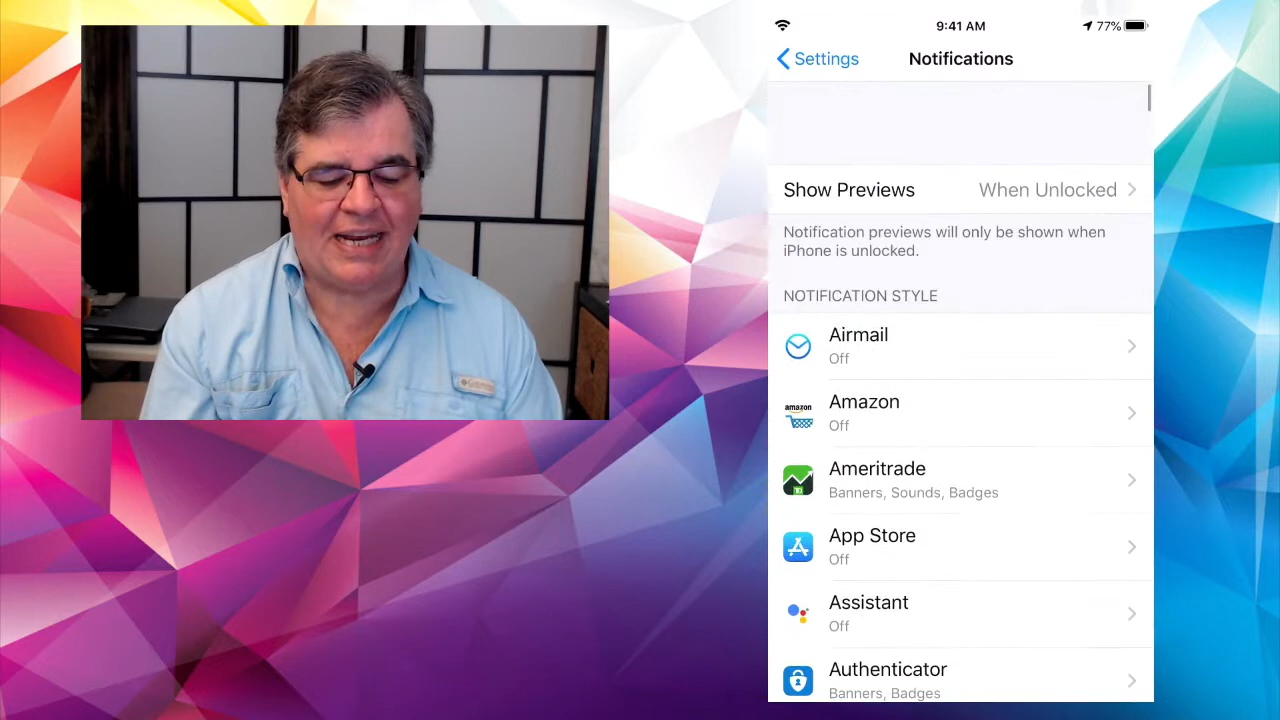 9:41 AM
77%
Settings
Notifications
Show Previews
When Unlocked
Notification previews will only be shown when
iPhone is unlocked.
NOTIFICATION STYLE
Airmail
Off
amazon
Amazon
Off
Ameritrade
Banners, Sounds, Badges
App Store
Off
Assistant
Off
Authenticator
Banners, Badges